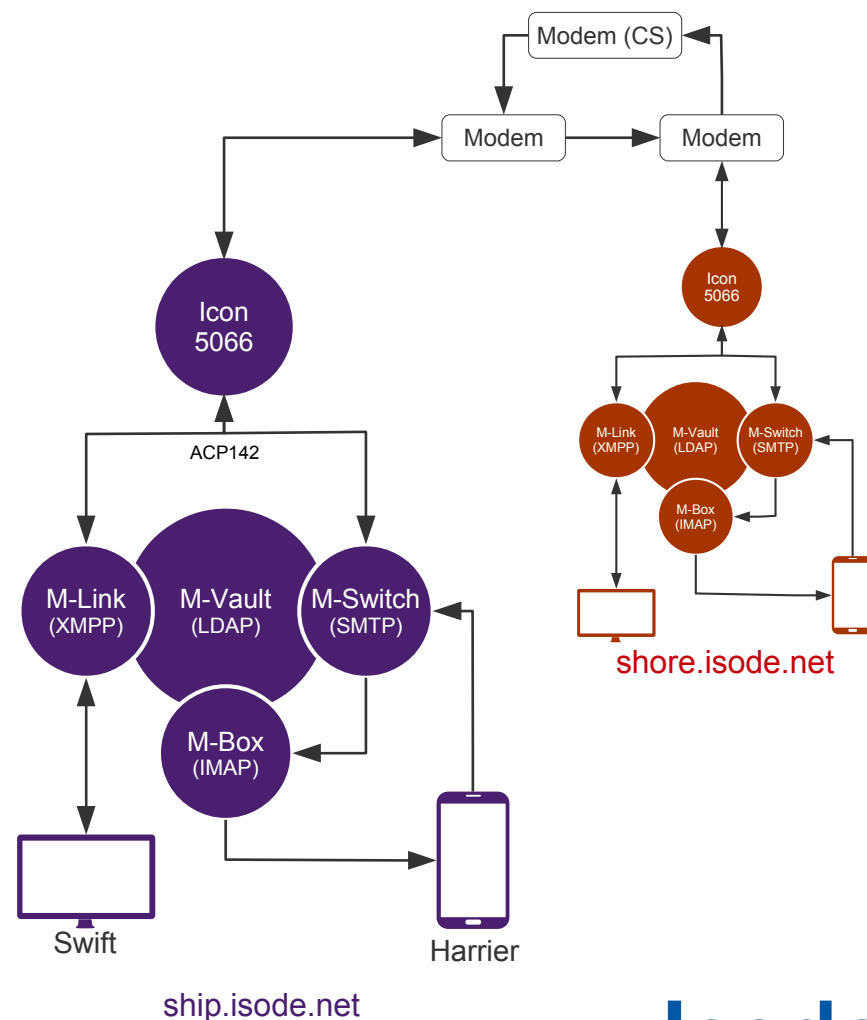 Modem (CS)
Modem
Modem
Icon
5066
Icon
5066
ACP142
M-Link
(XMPP)
M-Vault
(LDAP)
M-Switch
(SMTP)
M-Box
(IMAP)
M-Link
(XMPP)
M-Vault
(LDAP)
M-Switch
(SMTP)
M-Box
(IMAP)
shore.isode.net
Swift
Harrier
ship.isode.net